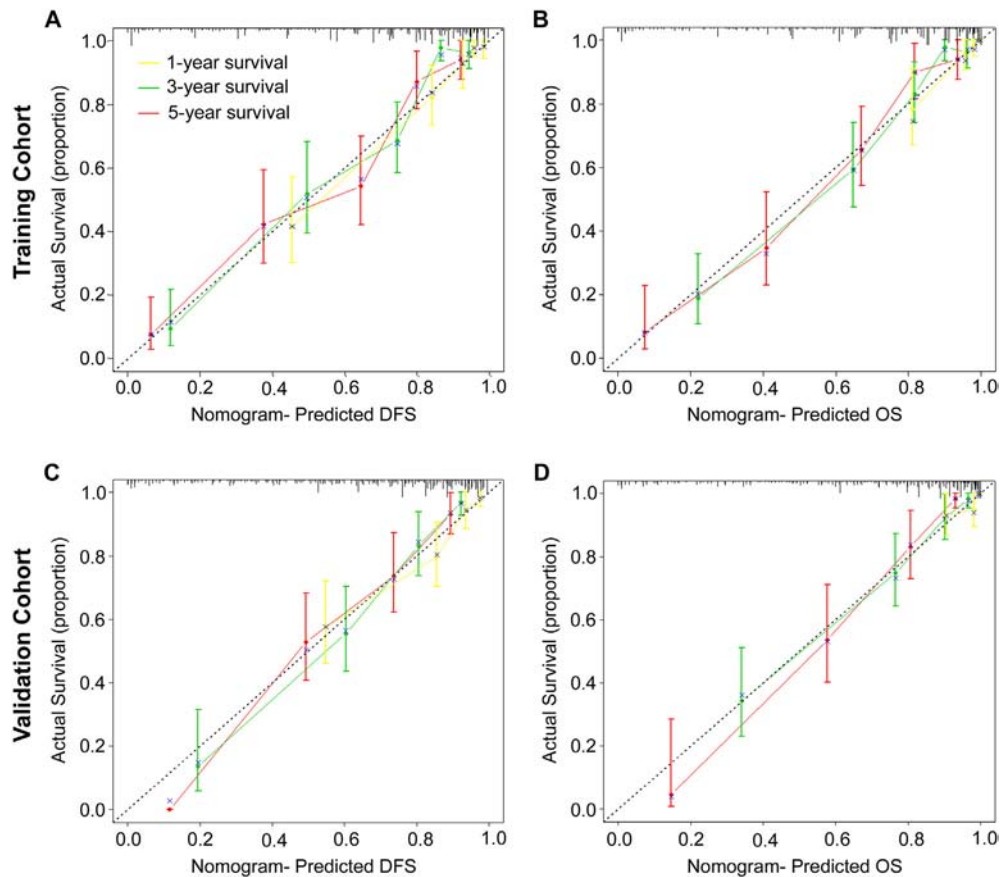 A
B
1-year survival
3-year survival
5-year survival
Training Cohort
Actual Survival (proportion)
1.0
0.8
0.6
0.4
0.2
0.0
0.0 0.2 0.4 0.6 0.8 1.0
Nomogram- Predicted DFS
Actual Survival (proportion)
1.0
0.8
0.6
0.4
0.2
0.0
0.0 0.2 0.4 0.6 0.8 1.0
Nomogram- Predicted OS
C
D
Validation Cohort
Actual Survival (proportion)
1.0
0.8
0.6
0.4
0.2
0.0
0.0 0.2 0.4 0.6 0.8 1.0
Nomogram- Predicted DFS
Actual Survival (proportion)
1.0
0.8
0.6
0.4
0.2
0.0
0.0 0.2 0.4 0.6 0.8 1.0
Nomogram- Predicted OS